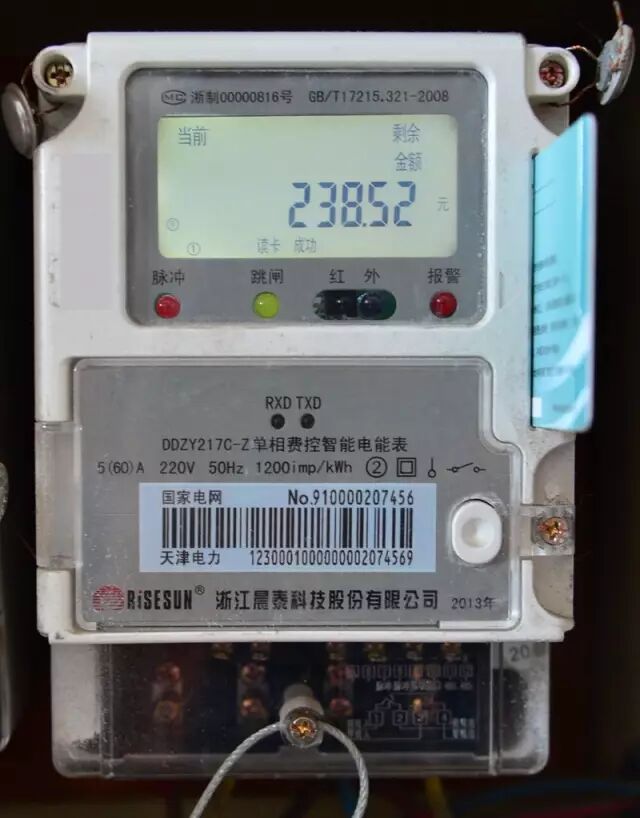 MC 浙制00000816号 GB/T17215.321-2008
当前 剩余
金额
238.52 元
③
① 读卡 成功
脉冲 跳闸 红 外 报警
RXD TXD
DDZY217C-Z单相费控智能电能表
5(60)A 220V 50Hz 1200imp/kWh ②
国家电网 No.910000207456
天津电力 1230001000000002074569
RiSESUN® 浙江晨泰科技股份有限公司 2013年